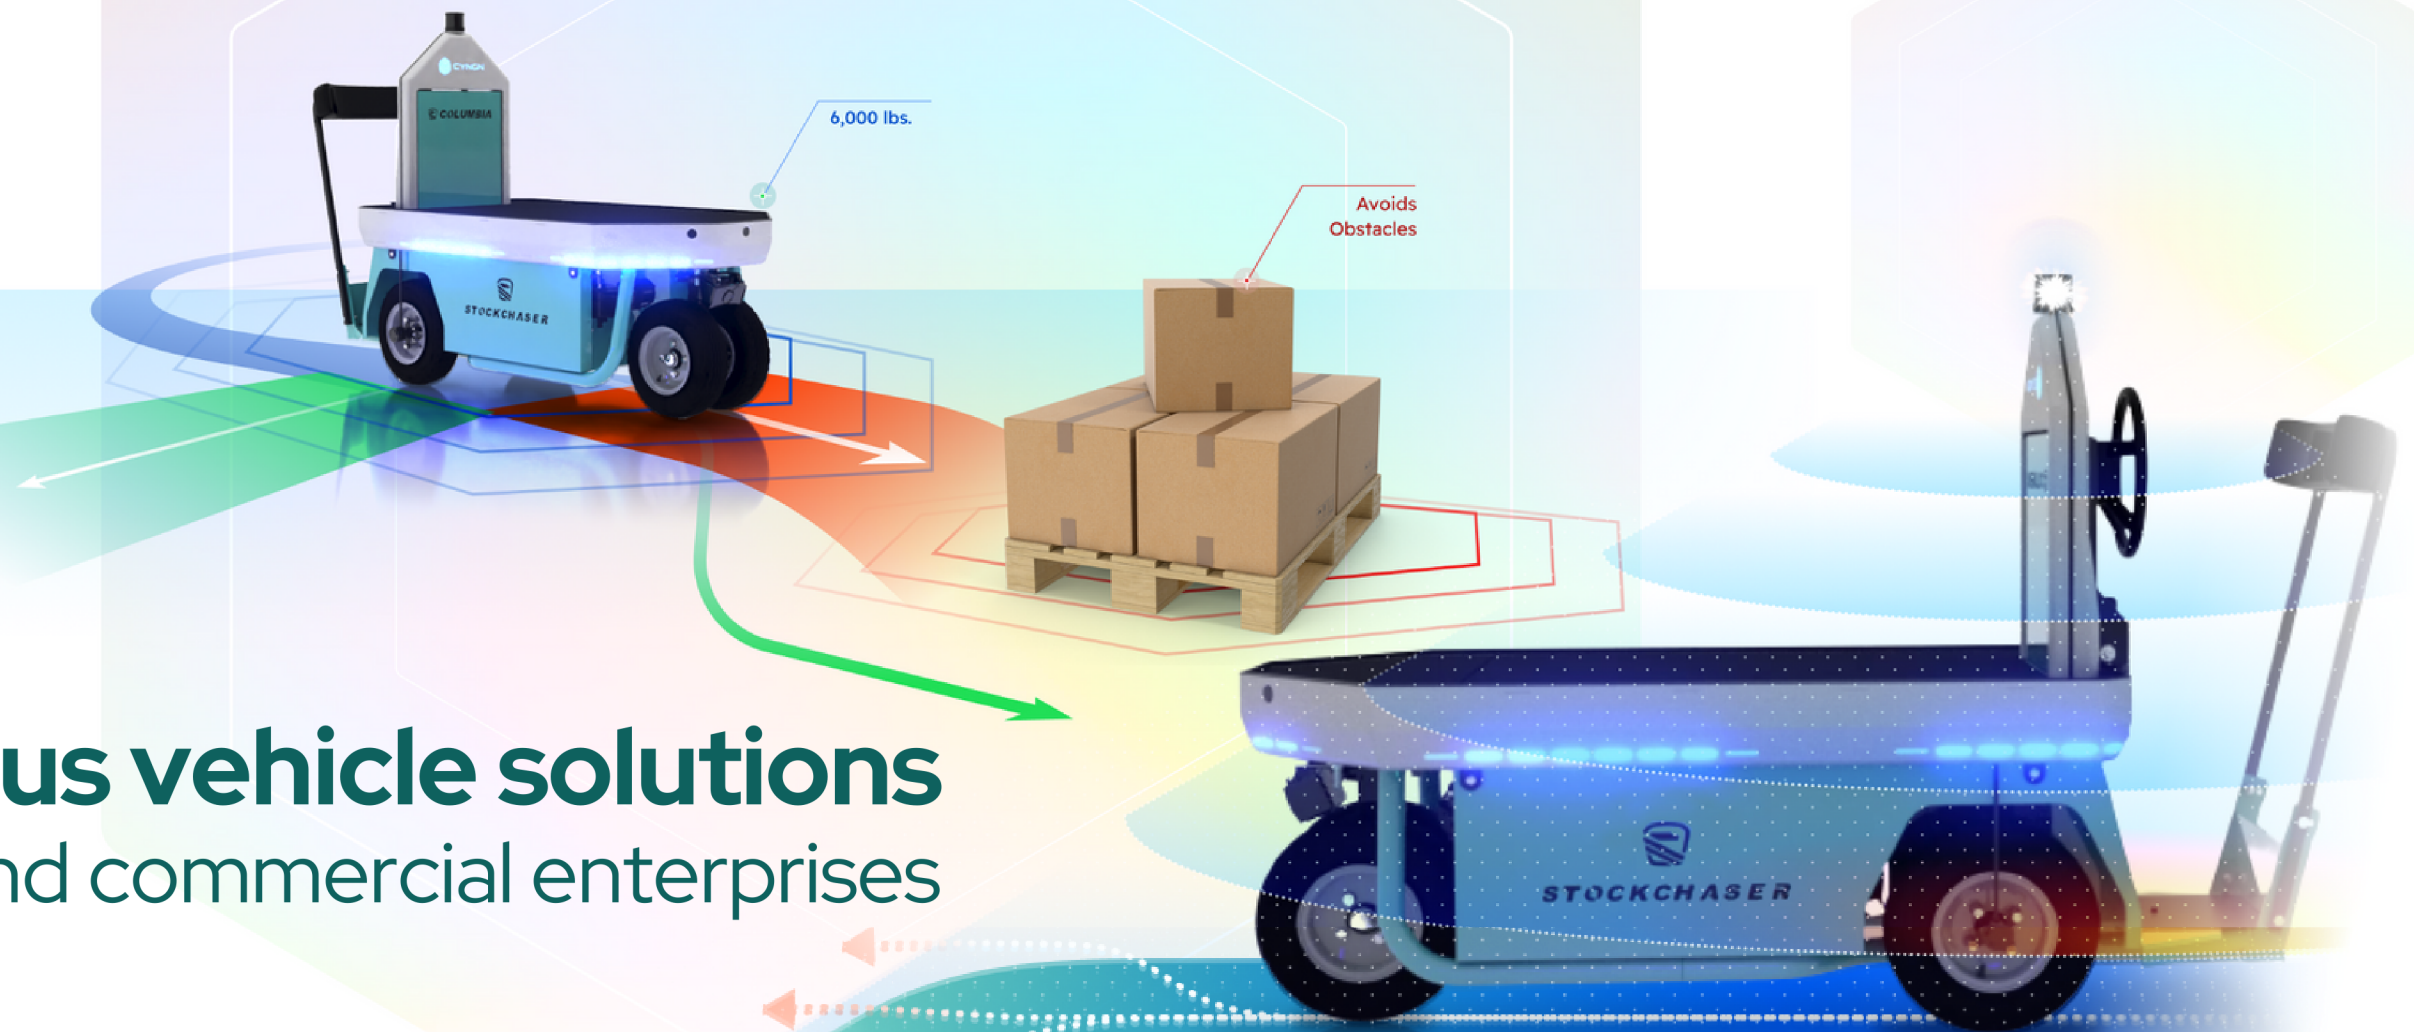 CYNGN
COLUMBIA
6,000 lbs.
Avoids
Obstacles
STOCKCHASER
us vehicle solutions
nd commercial enterprises
STOCKCHASER